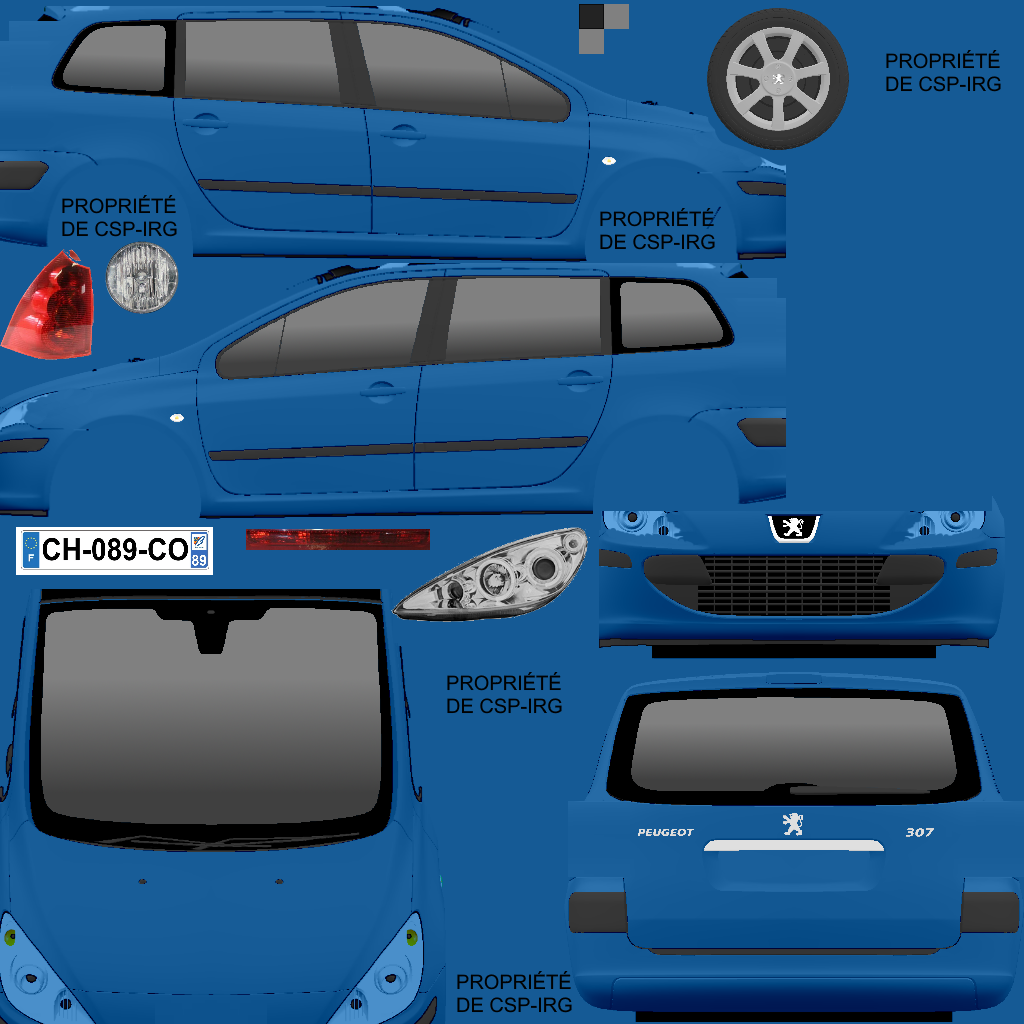 PROPRIÉTÉ
DE CSP-IRG
PROPRIÉTÉ
DE CSP-IRG
PROPRIÉTÉ
DE CSP-IRG
F
CH-089-CO
89
PROPRIÉTÉ
DE CSP-IRG
PEUGEOT
307
PROPRIÉTÉ
DE CSP-IRG